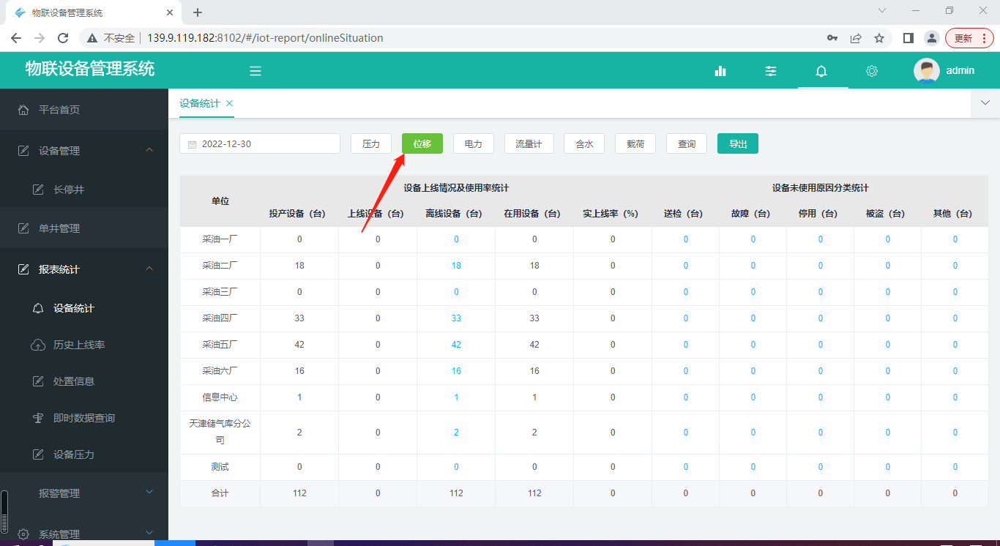 物联设备管理系统
不安全 139.9.119.182:8102/#/iot-report/onlineSituation 更新
物联设备管理系统 admin
平台首页
设备管理
长停井
单井管理
报表统计
设备统计
历史上线率
处置信息
即时数据查询
设备压力
报警管理
系统管理
设备统计
2022-12-30 压力 位移 电力 流量计 含水 载荷 查询 导出
单位 设备上线情况及使用率统计 设备未使用原因分类统计
投产设备（台） 上线设备（台） 离线设备（台） 在用设备（台） 实上线率（%） 送检（台） 故障（台） 停用（台） 被盗（台） 其他（台）
采油一厂 0 0 0 0 0 0 0 0 0 0
采油二厂 18 0 18 18 0 0 0 0 0 0
采油三厂 0 0 0 0 0 0 0 0 0 0
采油四厂 33 0 33 33 0 0 0 0 0 0
采油五厂 42 0 42 42 0 0 0 0 0 0
采油六厂 16 0 16 16 0 0 0 0 0 0
信息中心 1 0 1 1 0 0 0 0 0 0
天津储气库分公
司 2 0 2 2 0 0 0 0 0 0
测试 0 0 0 0 0 0 0 0 0 0
合计 112 0 112 112 0 0 0 0 0 0